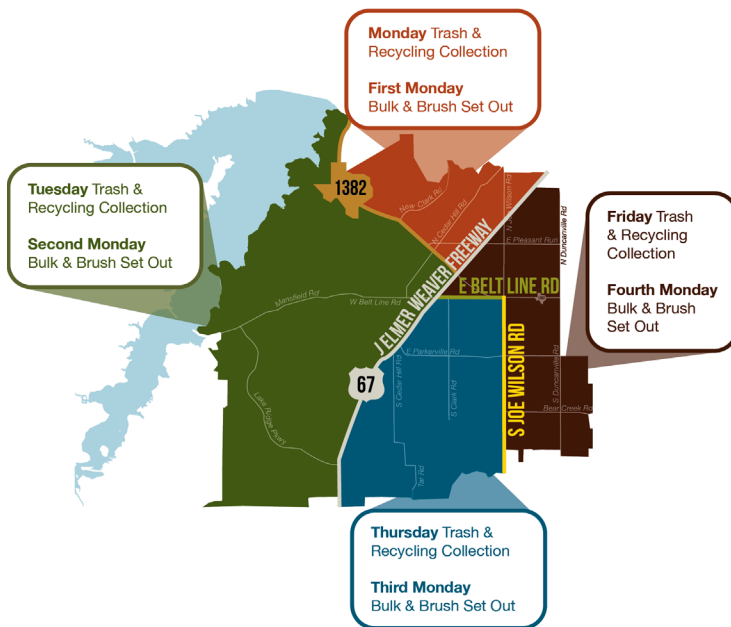 Monday Trash &
Recycling Collection
First Monday
Bulk & Brush Set Out
Tuesday Trash &
Recycling Collection
Second Monday
Bulk & Brush Set Out
1382
New Clark Rd
N Cedar Hill Rd
N Joe Wilson Rd
N Duncanville Rd
E Pleasant Run
J ELMER WEAVER FREEWAY
E BELT LINE RD
Mansfield Rd
W Belt Line Rd
Friday Trash
& Recycling
Collection
Fourth Monday
Bulk & Brush
Set Out
E Parkerville Rd
67
S Cedar Hill Rd
S Clark Rd
S JOE WILSON RD
S Duncanville Rd
Bear Creek Rd
Lake Ridge Pkwy
Tar Rd
Thursday Trash &
Recycling Collection
Third Monday
Bulk & Brush Set Out